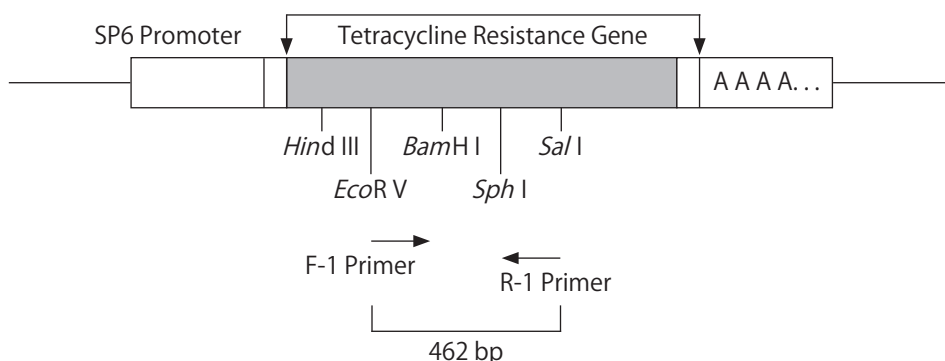 SP6 Promoter
Tetracycline Resistance Gene
A A A A. . .
Hind III
BamH I
Sal I
EcoR V
Sph I
F-1 Primer
R-1 Primer
462 bp